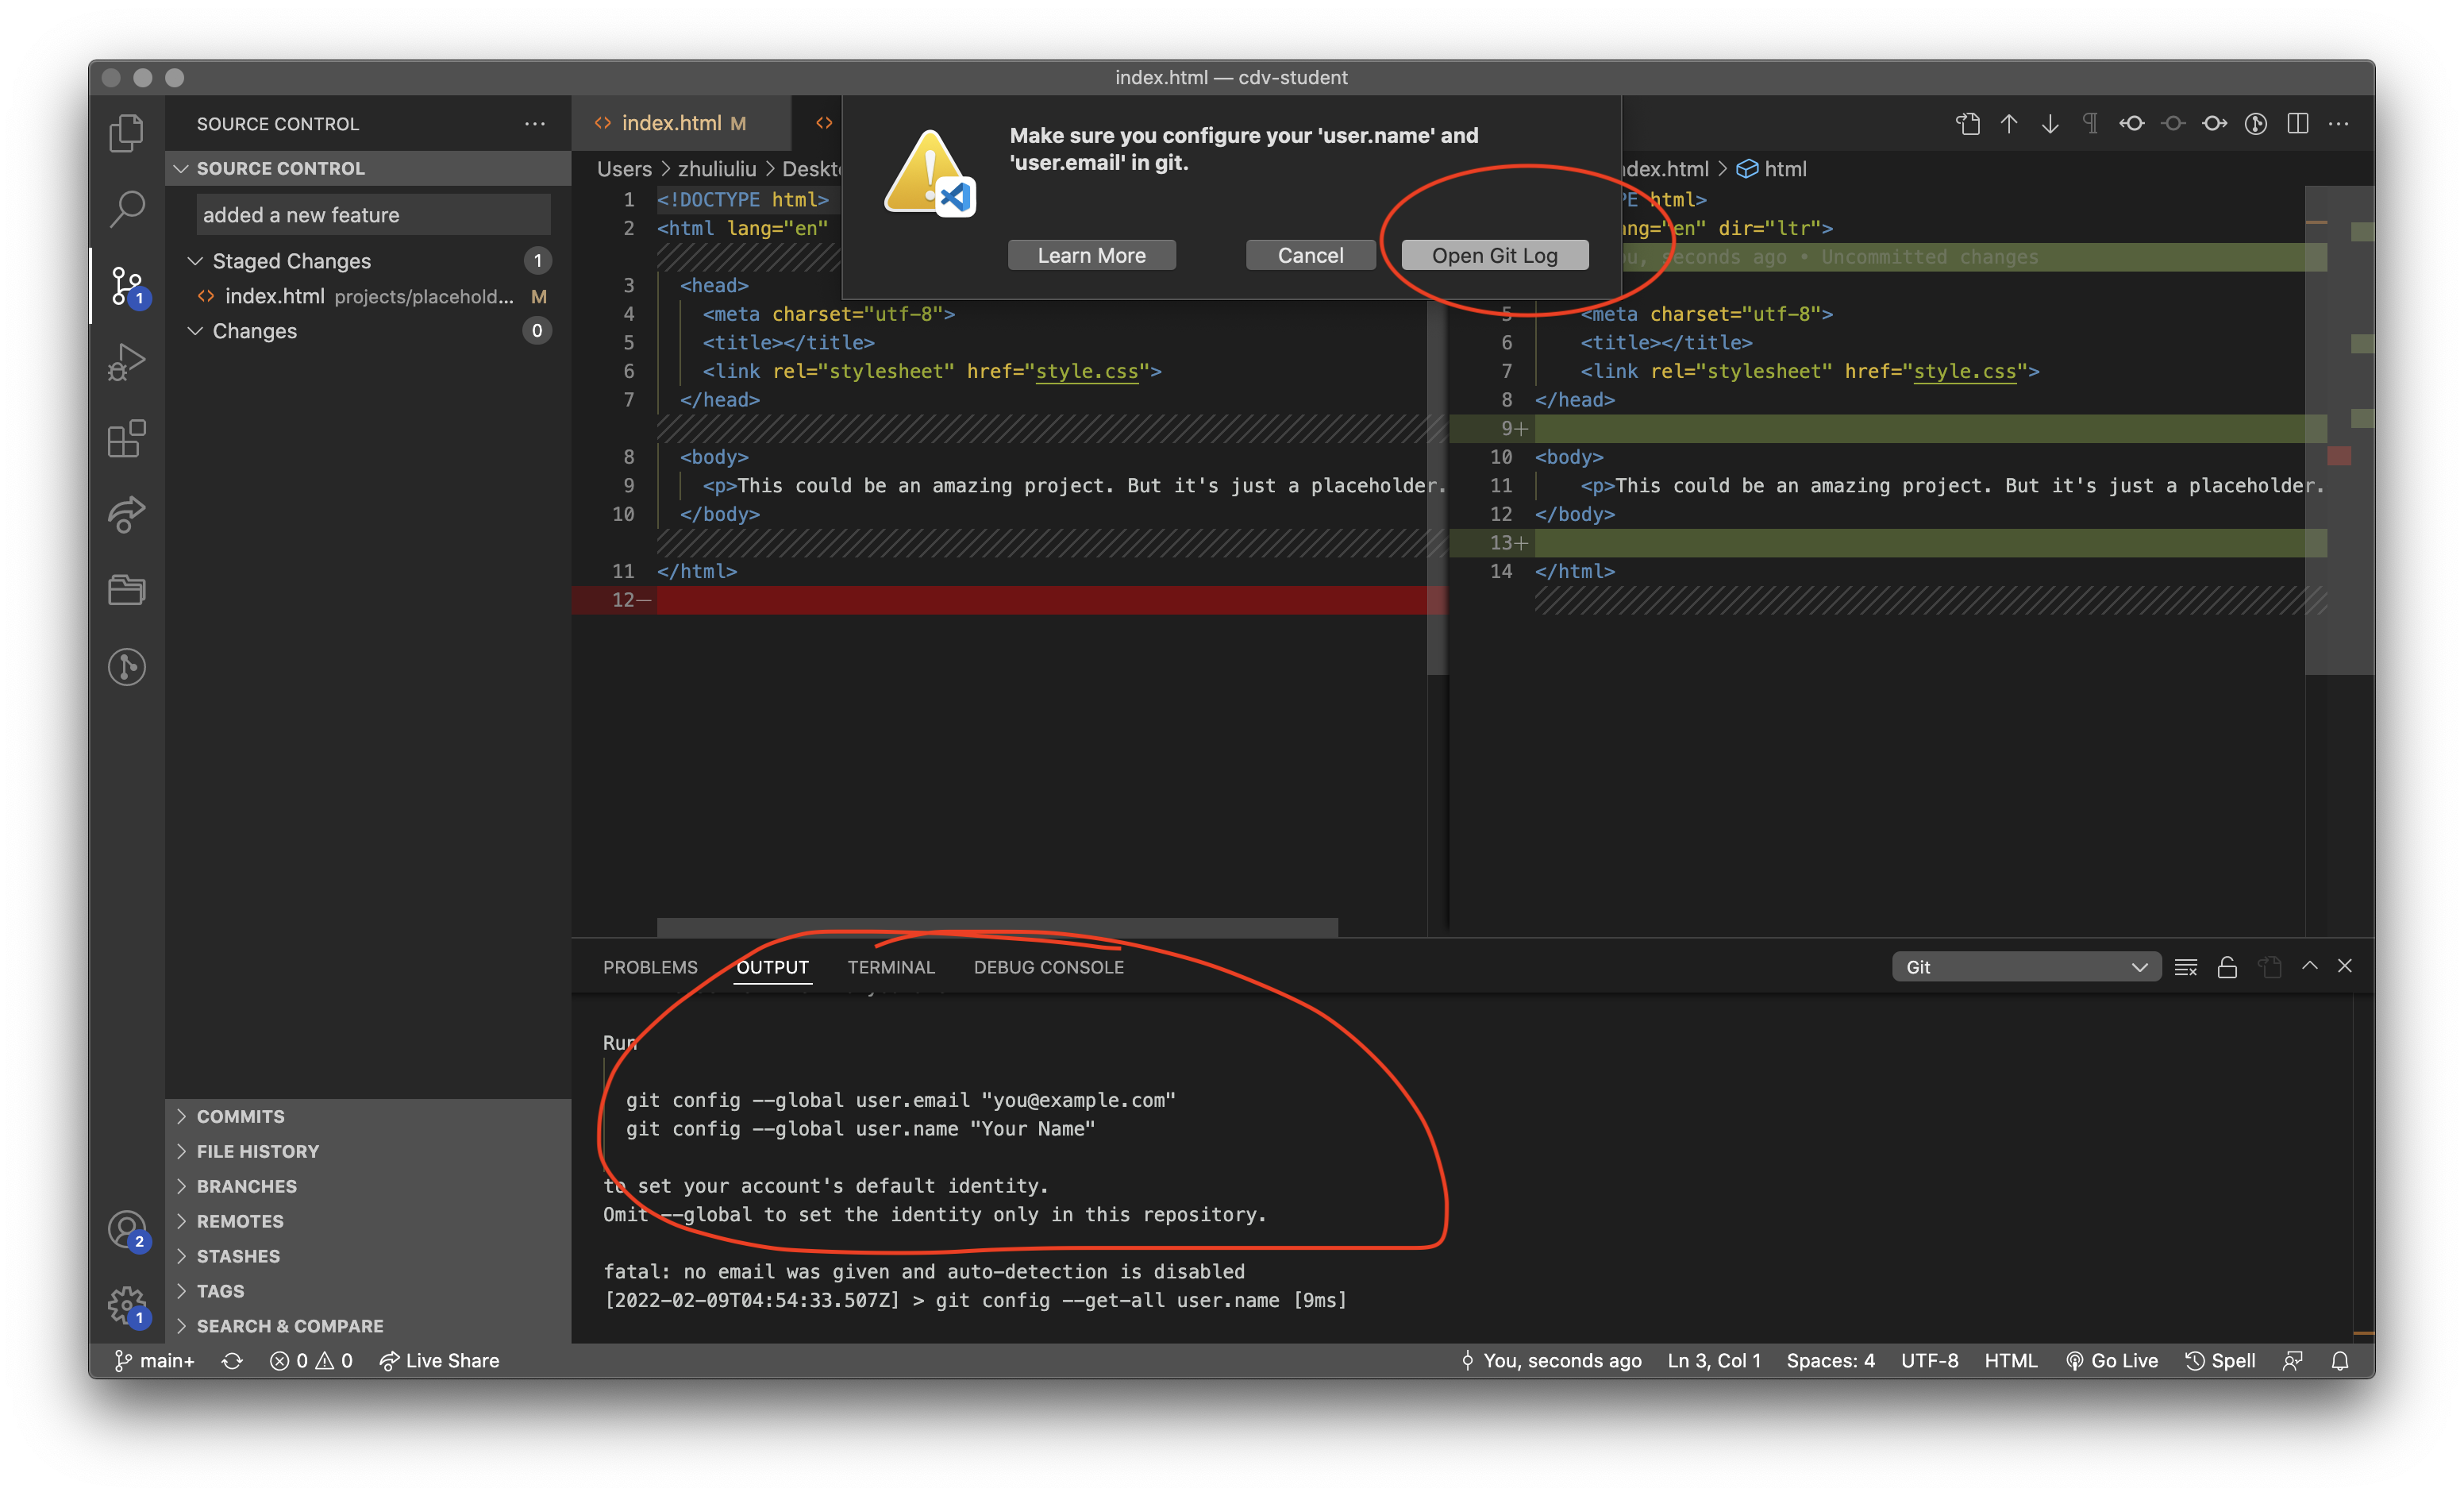 index.html — cdv-student
SOURCE CONTROL
SOURCE CONTROL
added a new feature
Staged Changes 1
index.html projects/placehold... M
Changes 0
1
COMMITS
FILE HISTORY
BRANCHES
REMOTES
STASHES
TAGS
SEARCH & COMPARE
2
1
index.html M
Users > zhuliuliu > Deskt
1 <!DOCTYPE html>
2 <html lang="en"
3 <head>
4 <meta charset="utf-8">
5 <title></title>
6 <link rel="stylesheet" href="style.css">
7 </head>
8 <body>
9 <p>This could be an amazing project. But it's just a placeholder.
10 </body>
11 </html>
12—
Make sure you configure your 'user.name' and
'user.email' in git.
Learn More Cancel Open Git Log
dex.html > html
PE html>
ng="en" dir="ltr">
u, seconds ago • Uncommitted changes
5 <meta charset="utf-8">
6 <title></title>
7 <link rel="stylesheet" href="style.css">
8 </head>
9+
10 <body>
11 <p>This could be an amazing project. But it's just a placeholder.
12 </body>
13+
14 </html>
PROBLEMS OUTPUT TERMINAL DEBUG CONSOLE
Git
Run
git config --global user.email "you@example.com"
git config --global user.name "Your Name"
to set your account's default identity.
Omit --global to set the identity only in this repository.
fatal: no email was given and auto-detection is disabled
[2022-02-09T04:54:33.507Z] > git config --get-all user.name [9ms]
main+ 0 0 Live Share You, seconds ago Ln 3, Col 1 Spaces: 4 UTF-8 HTML Go Live Spell